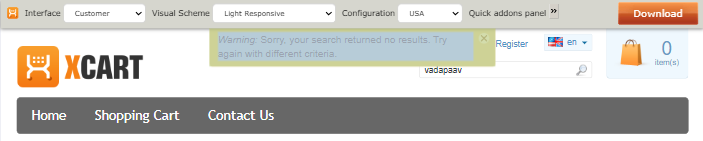 Interface Customer Visual Scheme Light Responsive Configuration USA Quick addons panel » Download
Warning: Sorry, your search returned no results. Try
again with different criteria.
Register en
0
item(s)
XCART
vadapaav
Home Shopping Cart Contact Us